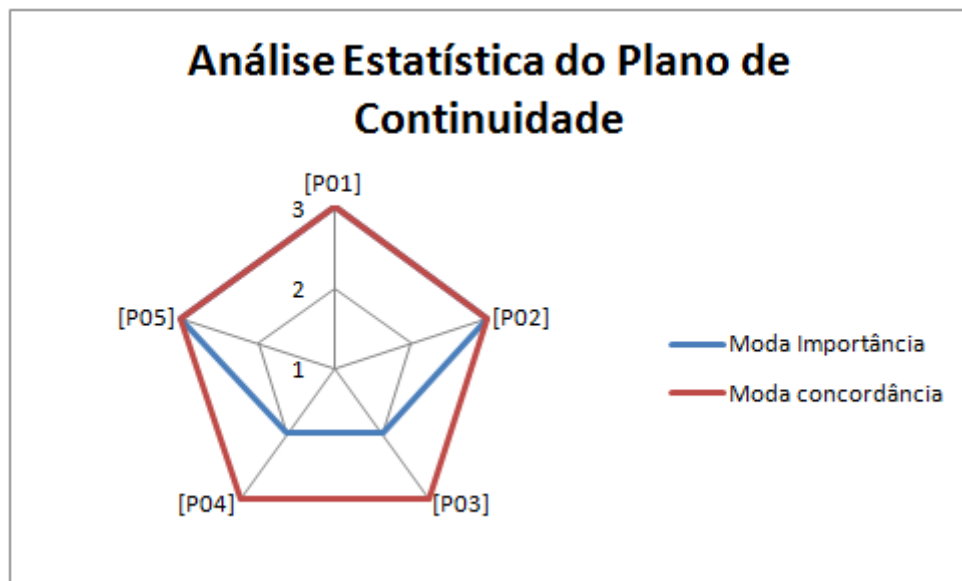 Análise Estatística do Plano de
Continuidade
[P01]
3
2
1
[P02]
[P03]
[P04]
[P05]
Moda Importância
Moda concordância